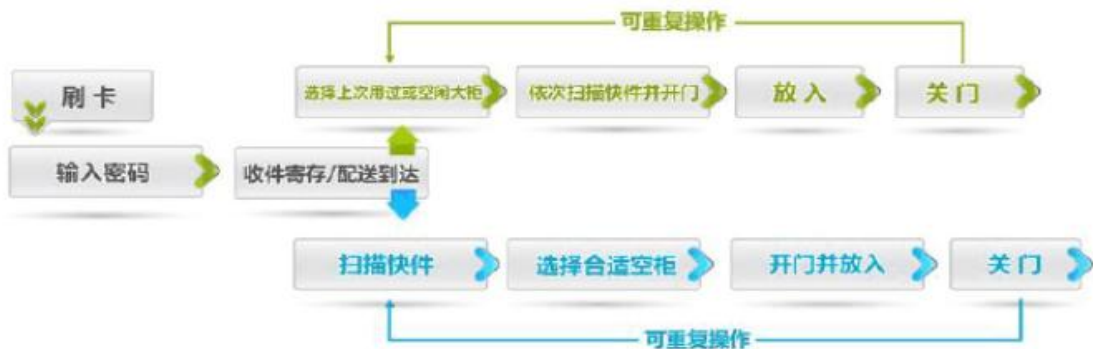 可重复操作
刷卡
选择上次用过或空闲大柜
依次扫描快件并开门
放入
关门
输入密码
收件寄存/配送到达
扫描快件
选择合适空柜
开门并放入
关门
可重复操作